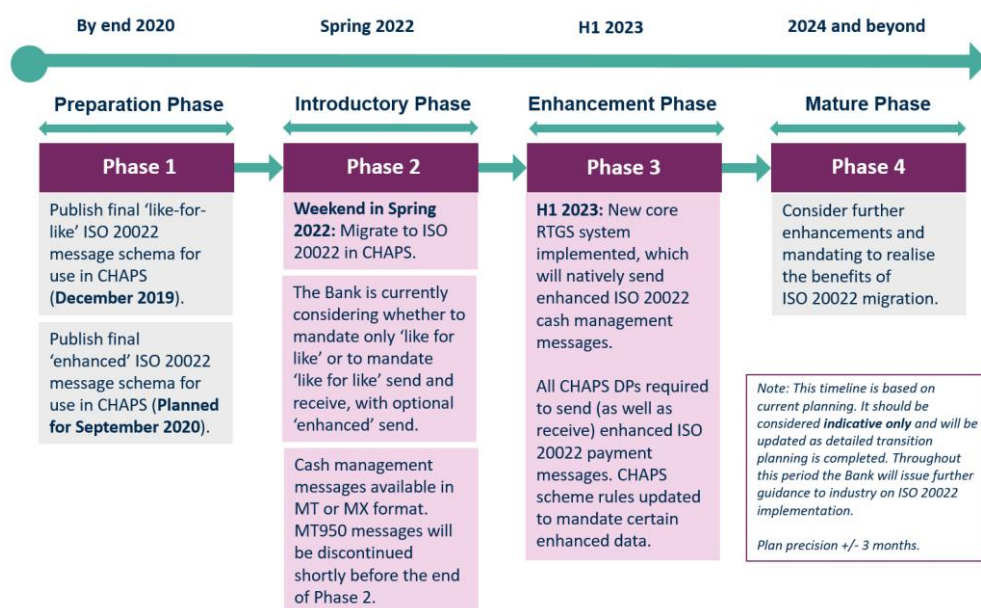 By end 2020
Spring 2022
H1 2023
2024 and beyond
Preparation Phase
Introductory Phase
Enhancement Phase
Mature Phase
Phase 1
Phase 2
Phase 3
Phase 4
Publish final ‘like-for-
like’ ISO 20022
message schema for
use in CHAPS
(December 2019).
Publish final
‘enhanced’ ISO 20022
message schema for
use in CHAPS (Planned
for September 2020).
Weekend in Spring
2022: Migrate to ISO
20022 in CHAPS.
The Bank is currently
considering whether to
mandate only ‘like for
like’ or to mandate
‘like for like’ send and
receive, with optional
‘enhanced’ send.
Cash management
messages available in
MT or MX format.
MT950 messages will
be discontinued
shortly before the end
of Phase 2.
H1 2023: New core
RTGS system
implemented, which
will natively send
enhanced ISO 20022
cash management
messages.
All CHAPS DPs required
to send (as well as
receive) enhanced ISO
20022 payment
messages. CHAPS
scheme rules updated
to mandate certain
enhanced data.
Consider further
enhancements and
mandating to realise
the benefits of
ISO 20022 migration.
Note: This timeline is based on
current planning. It should be
considered indicative only and will be
updated as detailed transition
planning is completed. Throughout
this period the Bank will issue further
guidance to industry on ISO 20022
implementation.
Plan precision +/- 3 months.